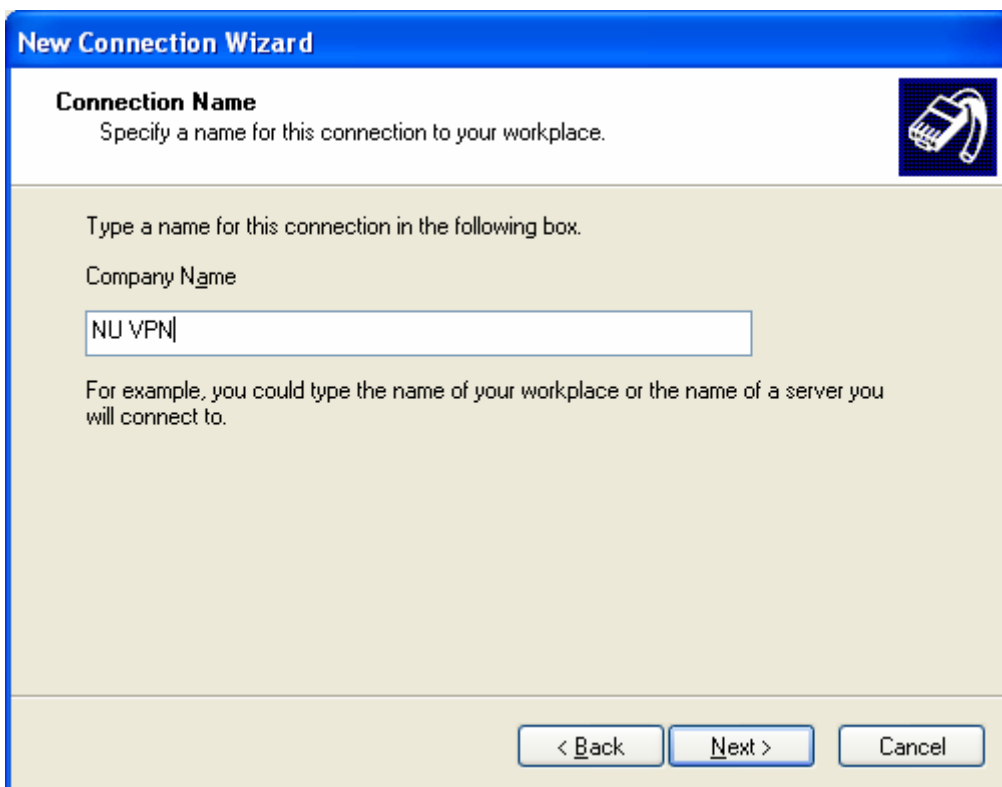 New Connection Wizard
Connection Name
Specify a name for this connection to your workplace.
Type a name for this connection in the following box.
Company Name
NU VPN
For example, you could type the name of your workplace or the name of a server you
will connect to.
< Back Next > Cancel